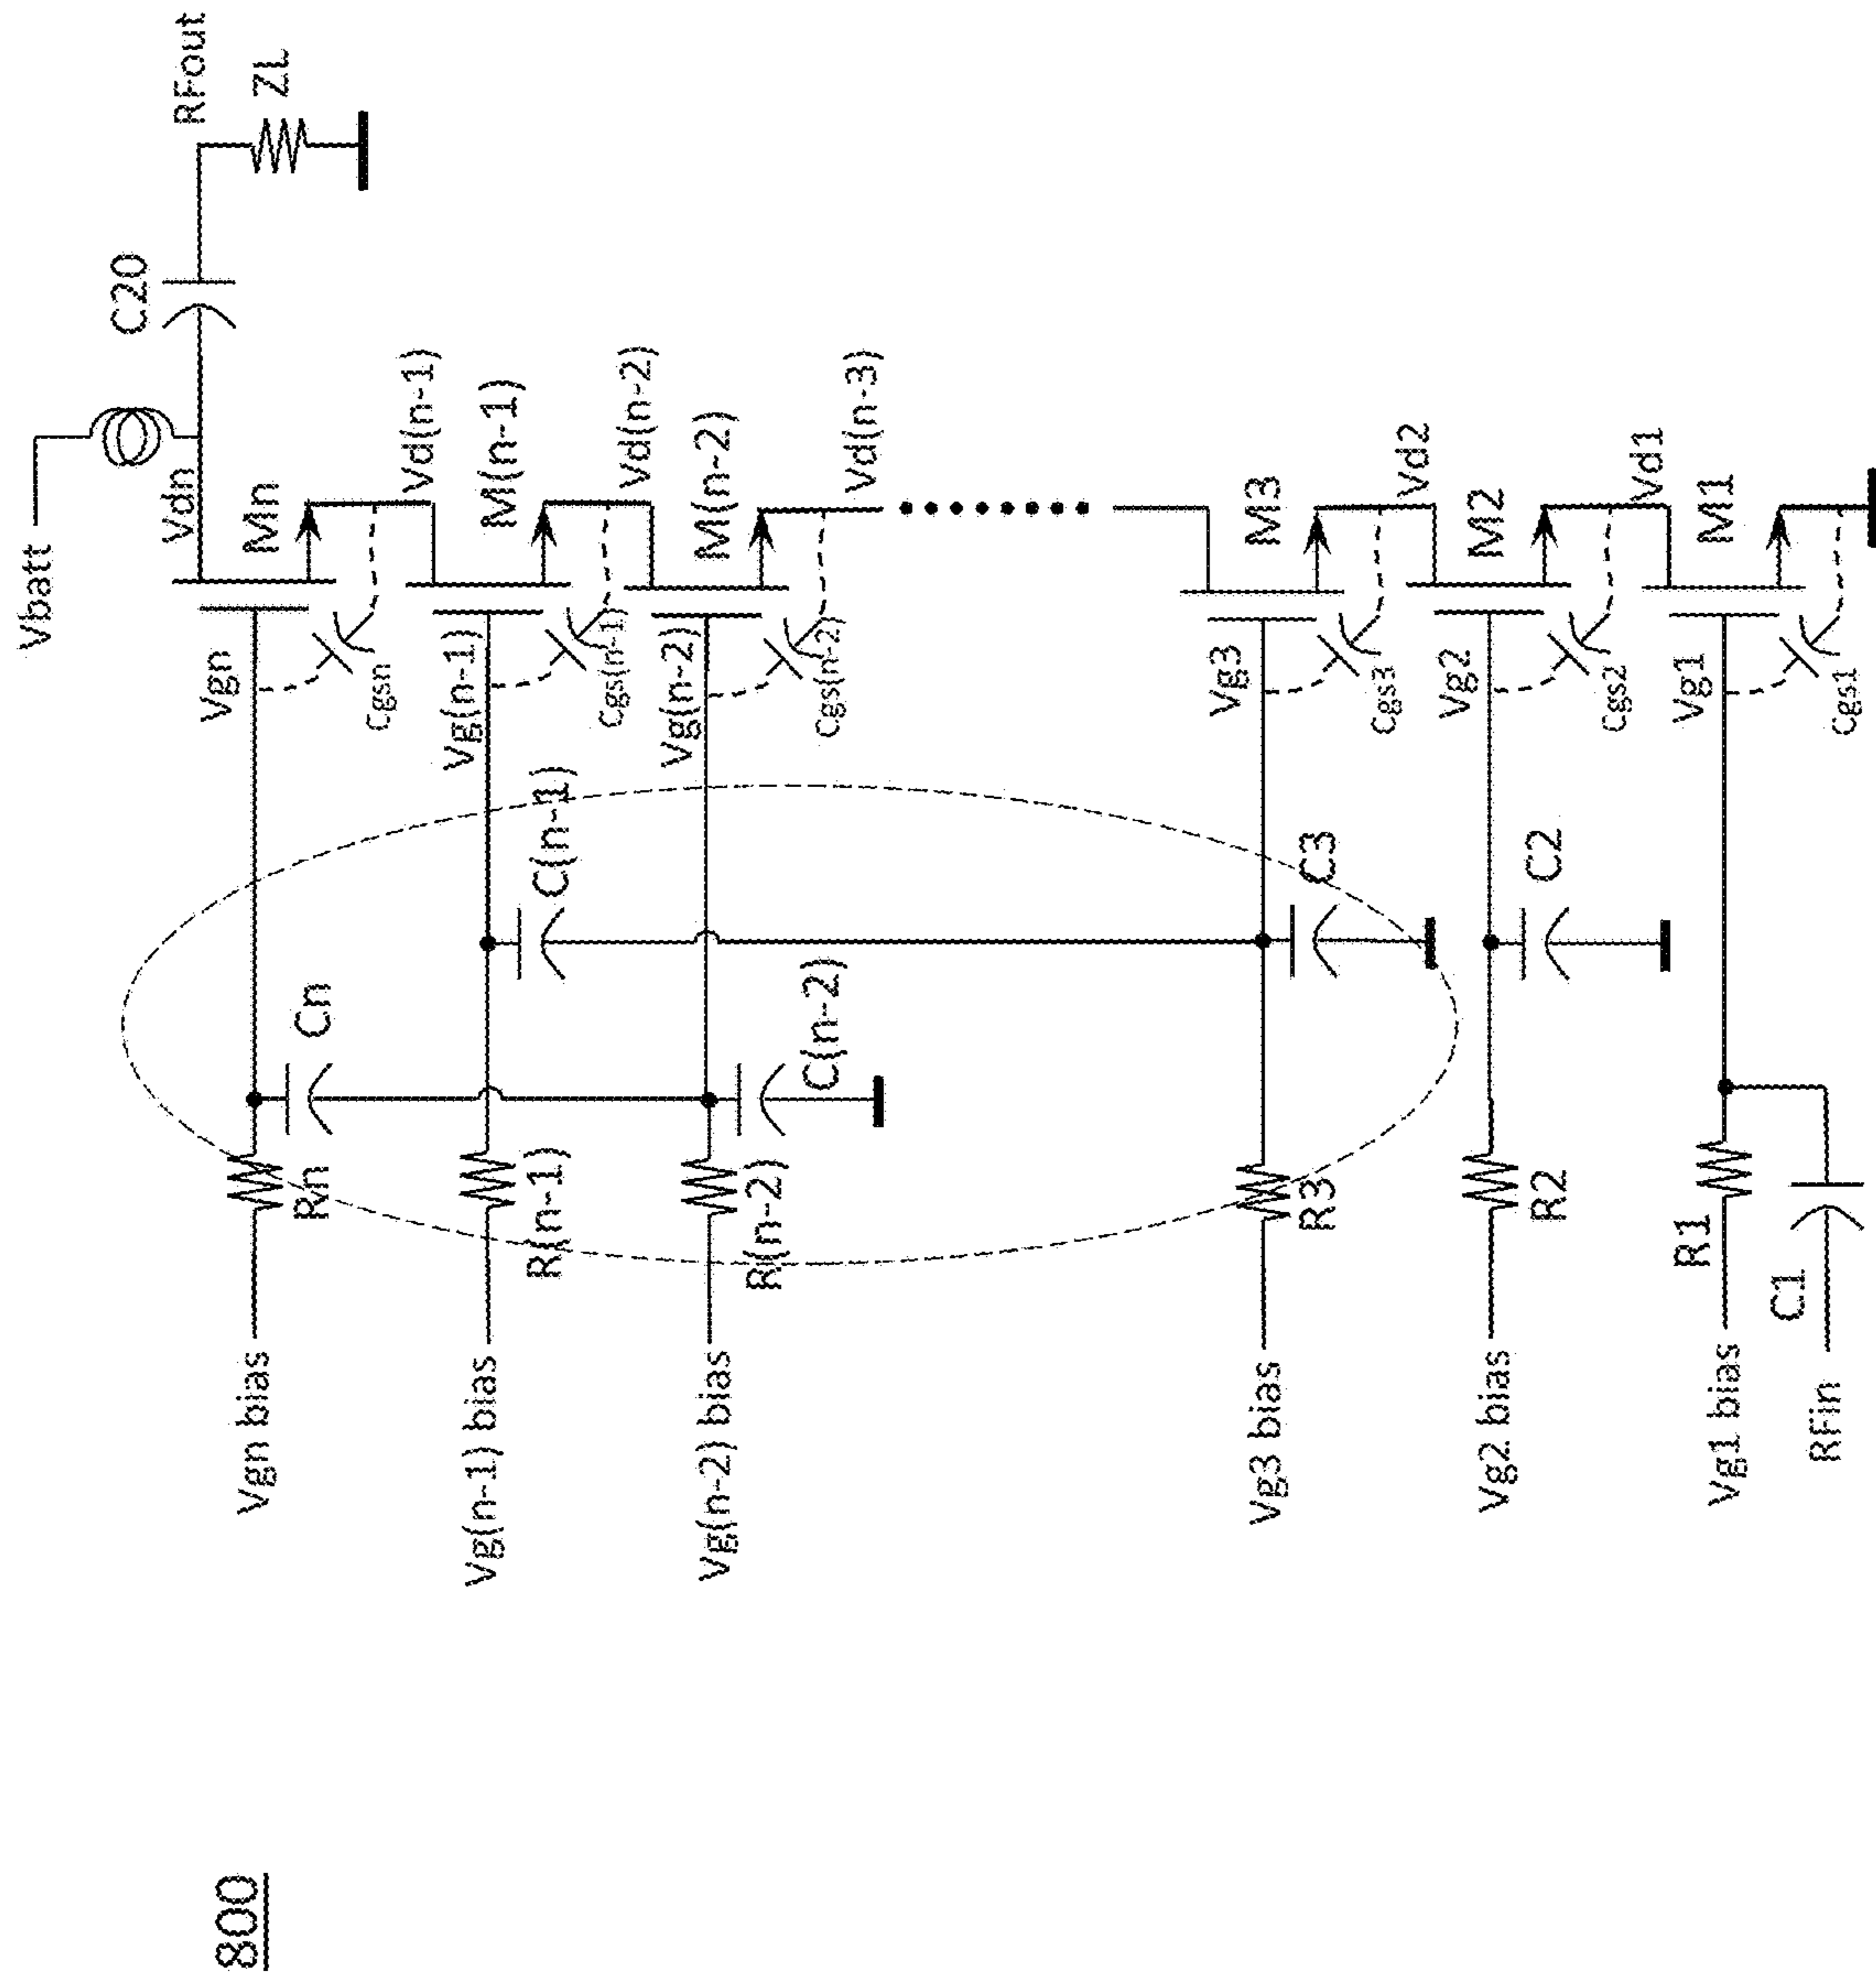 800
Vbatt
RFout
ZL
C20
Vdn
Mn
Vgn
Cgsn
Vd(n-1)
Cn
Rn
Vgn bias
M(n-1)
Vg(n-1)
Cgs(n-1)
Vd(n-2)
C(n-1)
R(n-1)
Vg(n-1) bias
M(n-2)
Vg(n-2)
Cgs(n-2)
Vd(n-3)
C(n-2)
R(n-2)
Vg(n-2) bias
M3
Vg3
Cgs3
Vd2
C3
R3
Vg3 bias
M2
Vg2
Cgs2
Vd1
C2
R2
Vg2 bias
M1
Vg1
Cgs1
R1
Vg1 bias
C1
RFin